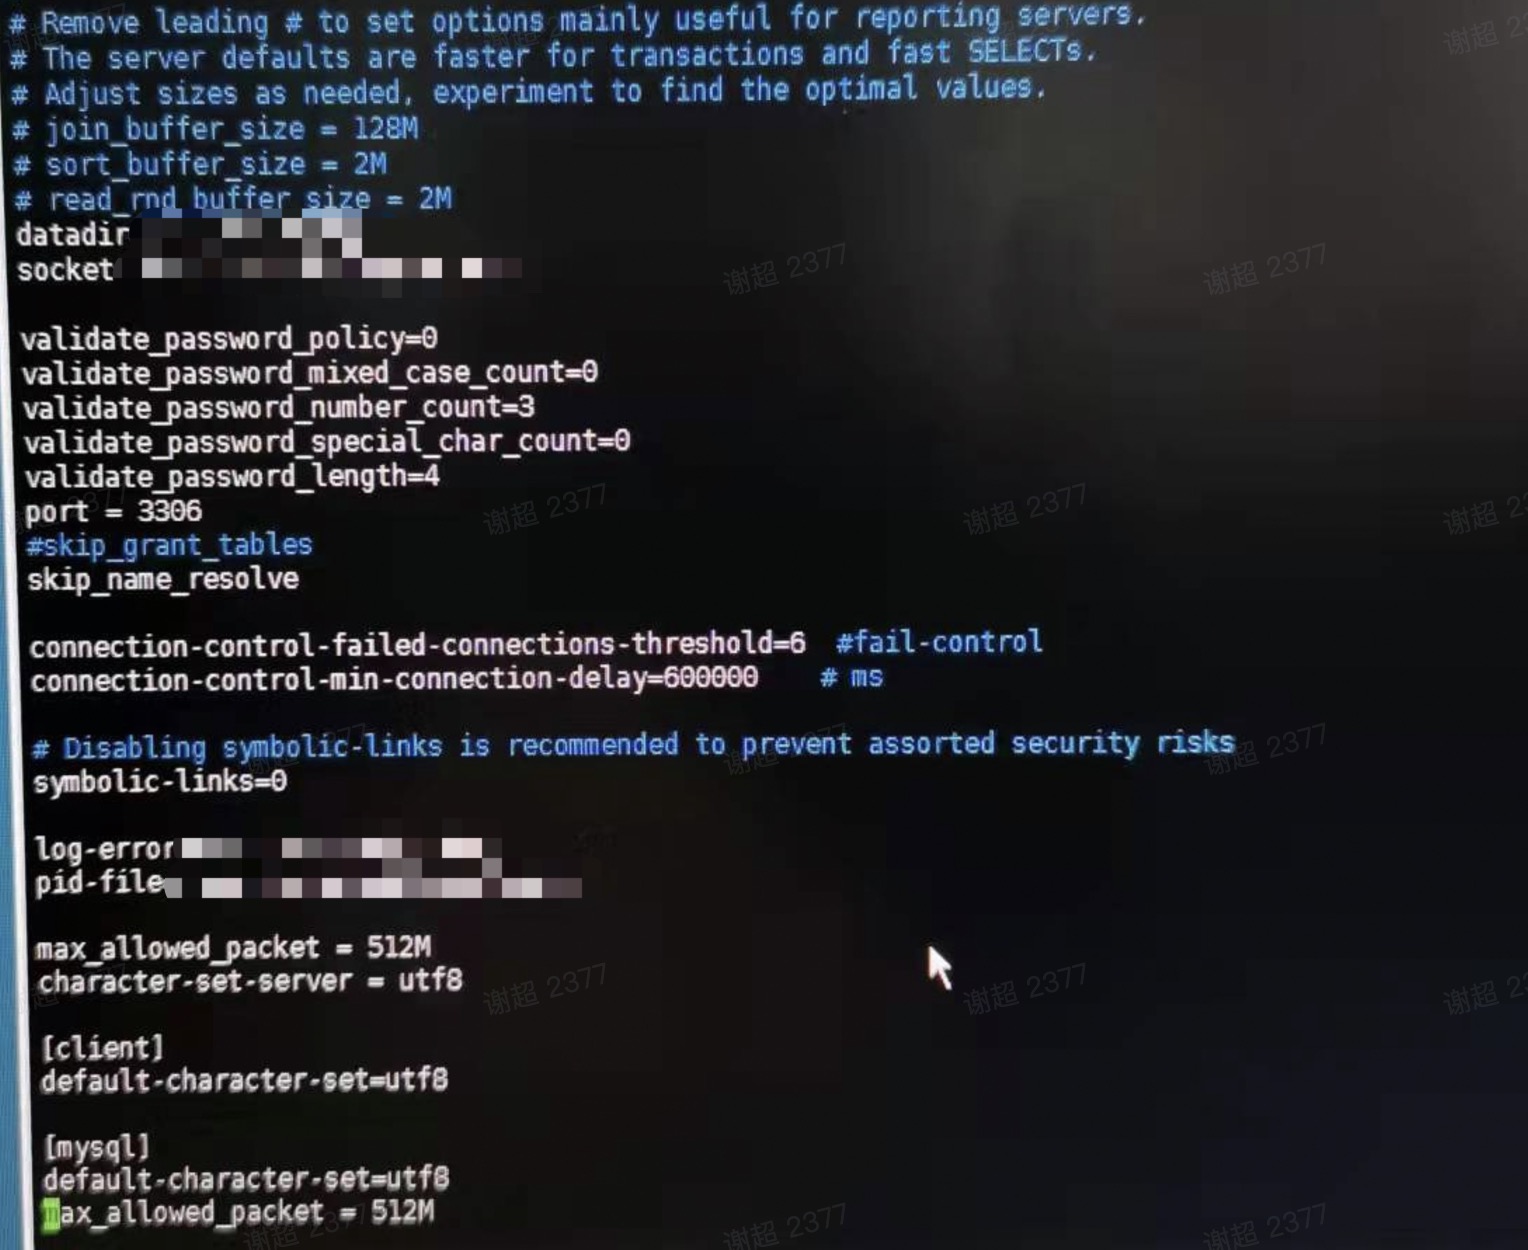 # Remove leading # to set options mainly useful for reporting servers.
# The server defaults are faster for transactions and fast SELECTs.
# Adjust sizes as needed, experiment to find the optimal values.
# join_buffer_size = 128M
# sort_buffer_size = 2M
# read_rnd_buffer_size = 2M
datadir
socket
validate_password_policy=0
validate_password_mixed_case_count=0
validate_password_number_count=3
validate_password_special_char_count=0
validate_password_length=4
port = 3306
#skip_grant_tables
skip_name_resolve
connection-control-failed-connections-threshold=6 #fail-control
connection-control-min-connection-delay=600000 # ms
# Disabling symbolic-links is recommended to prevent assorted security risks
symbolic-links=0
log-error
pid-file
max_allowed_packet = 512M
character-set-server = utf8
[client]
default-character-set=utf8
[mysql]
default-character-set=utf8
max_allowed_packet = 512M
谢超 2377